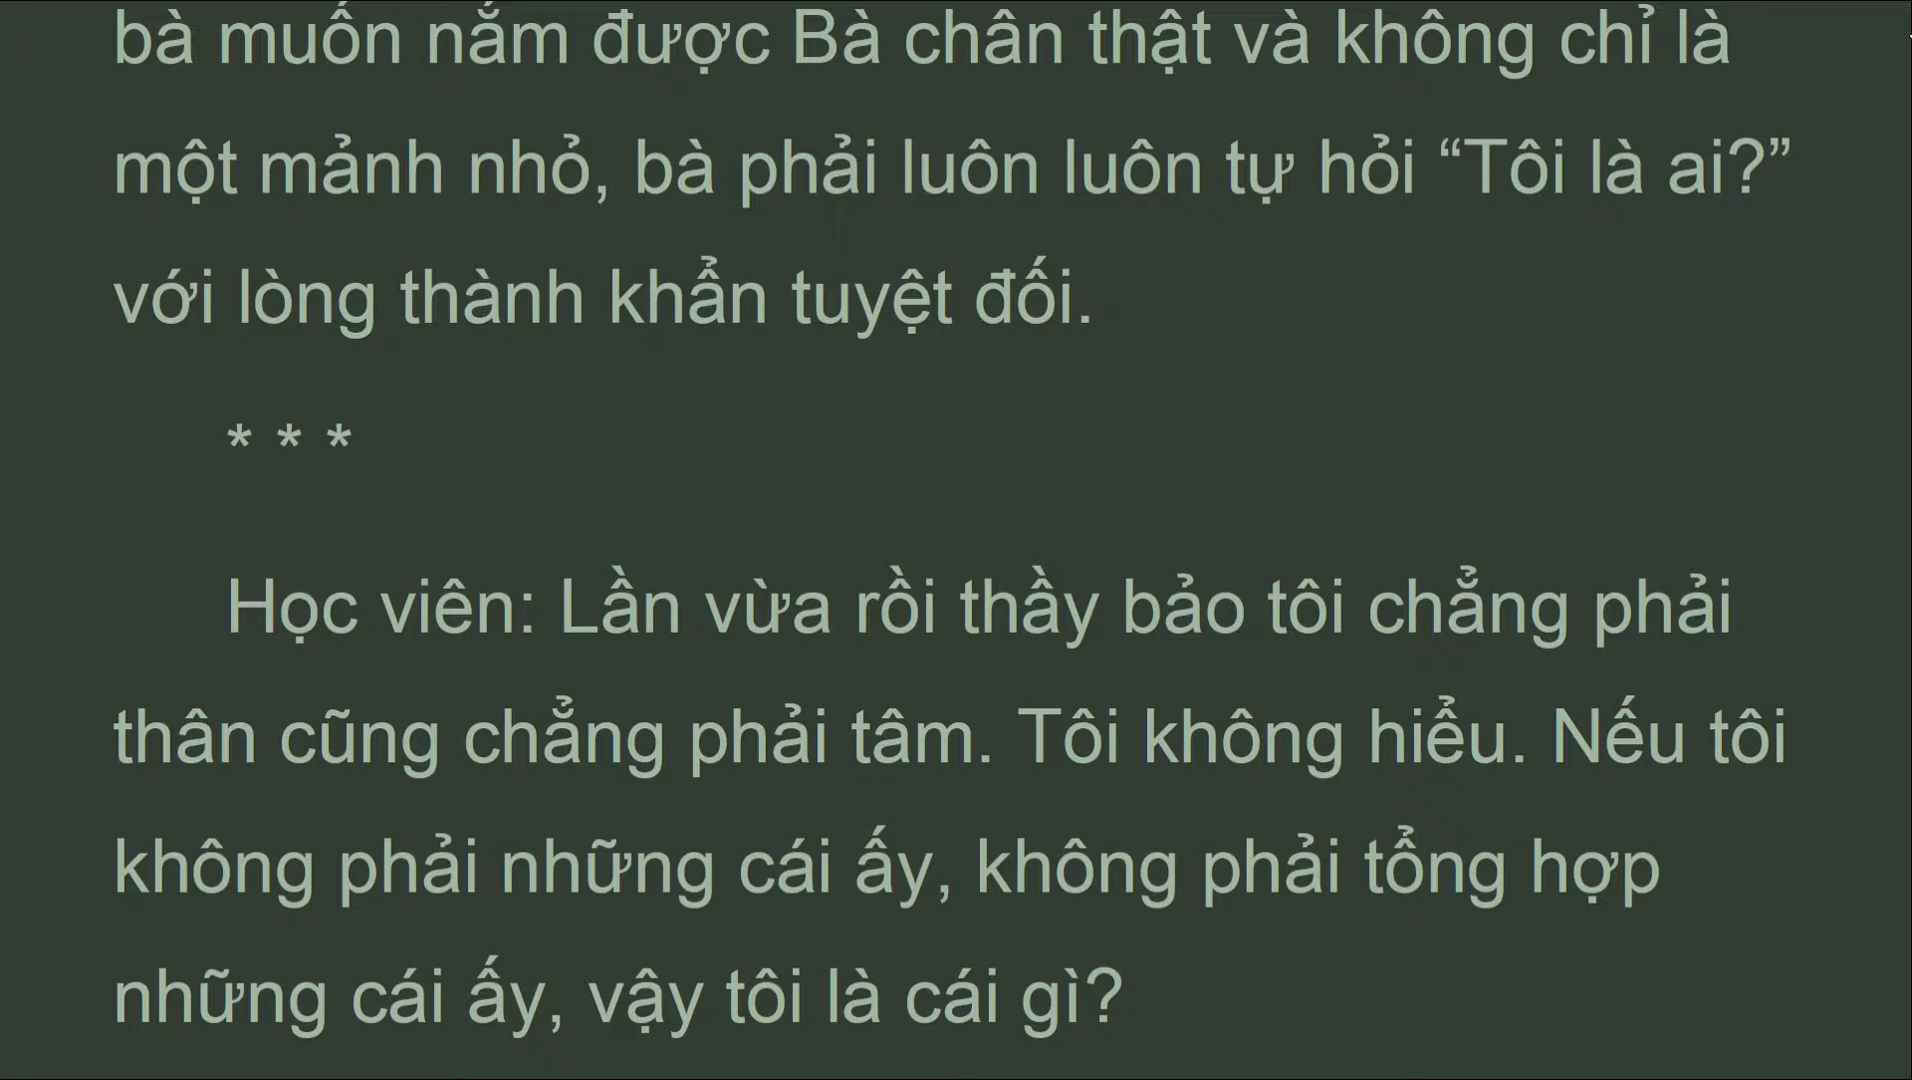 bà muốn nắm được Bà chân thật và không chỉ là
một mảnh nhỏ, bà phải luôn luôn tự hỏi “Tôi là ai?”
với lòng thành khẩn tuyệt đối.
* * *
Học viên: Lần vừa rồi thầy bảo tôi chẳng phải
thân cũng chẳng phải tâm. Tôi không hiểu. Nếu tôi
không phải những cái ấy, không phải tổng hợp
những cái ấy, vậy tôi là cái gì?